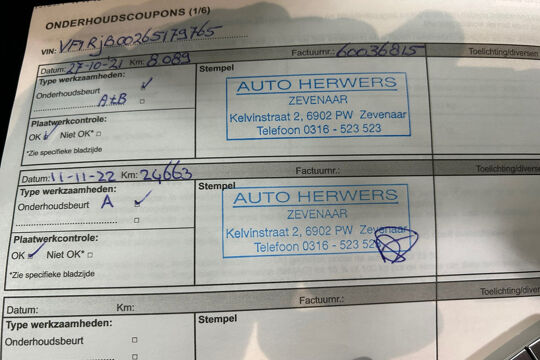 ONDERHOUDSCOUPONS (1/6)
VIN: VF1RJB00265179765
Datum: 27-10-21 Km: 8.089 Factuurnr.: 60036815 Toelichting/diversen
Type werkzaamheden: Stempel
Onderhoudsbeurt
A+B
AUTO HERWERS
ZEVENAAR
Kelvinstraat 2, 6902 PW Zevenaar
Telefoon 0316 - 523 523
Plaatwerkcontrole:
OK Niet OK*
*Zie specifieke bladzijde
Datum: 11-11-22 Km: 24663 Factuurnr.: Toelichting/diversen
Type werkzaamheden: Stempel
Onderhoudsbeurt A
AUTO HERWERS
ZEVENAAR
Kelvinstraat 2, 6902 PW Zevenaar
Telefoon 0316 - 523 523
Plaatwerkcontrole:
OK Niet OK*
*Zie specifieke bladzijde
Datum: Km: Factuurnr.: Toelichting/diversen
Type werkzaamheden: Stempel
Onderhoudsbeurt